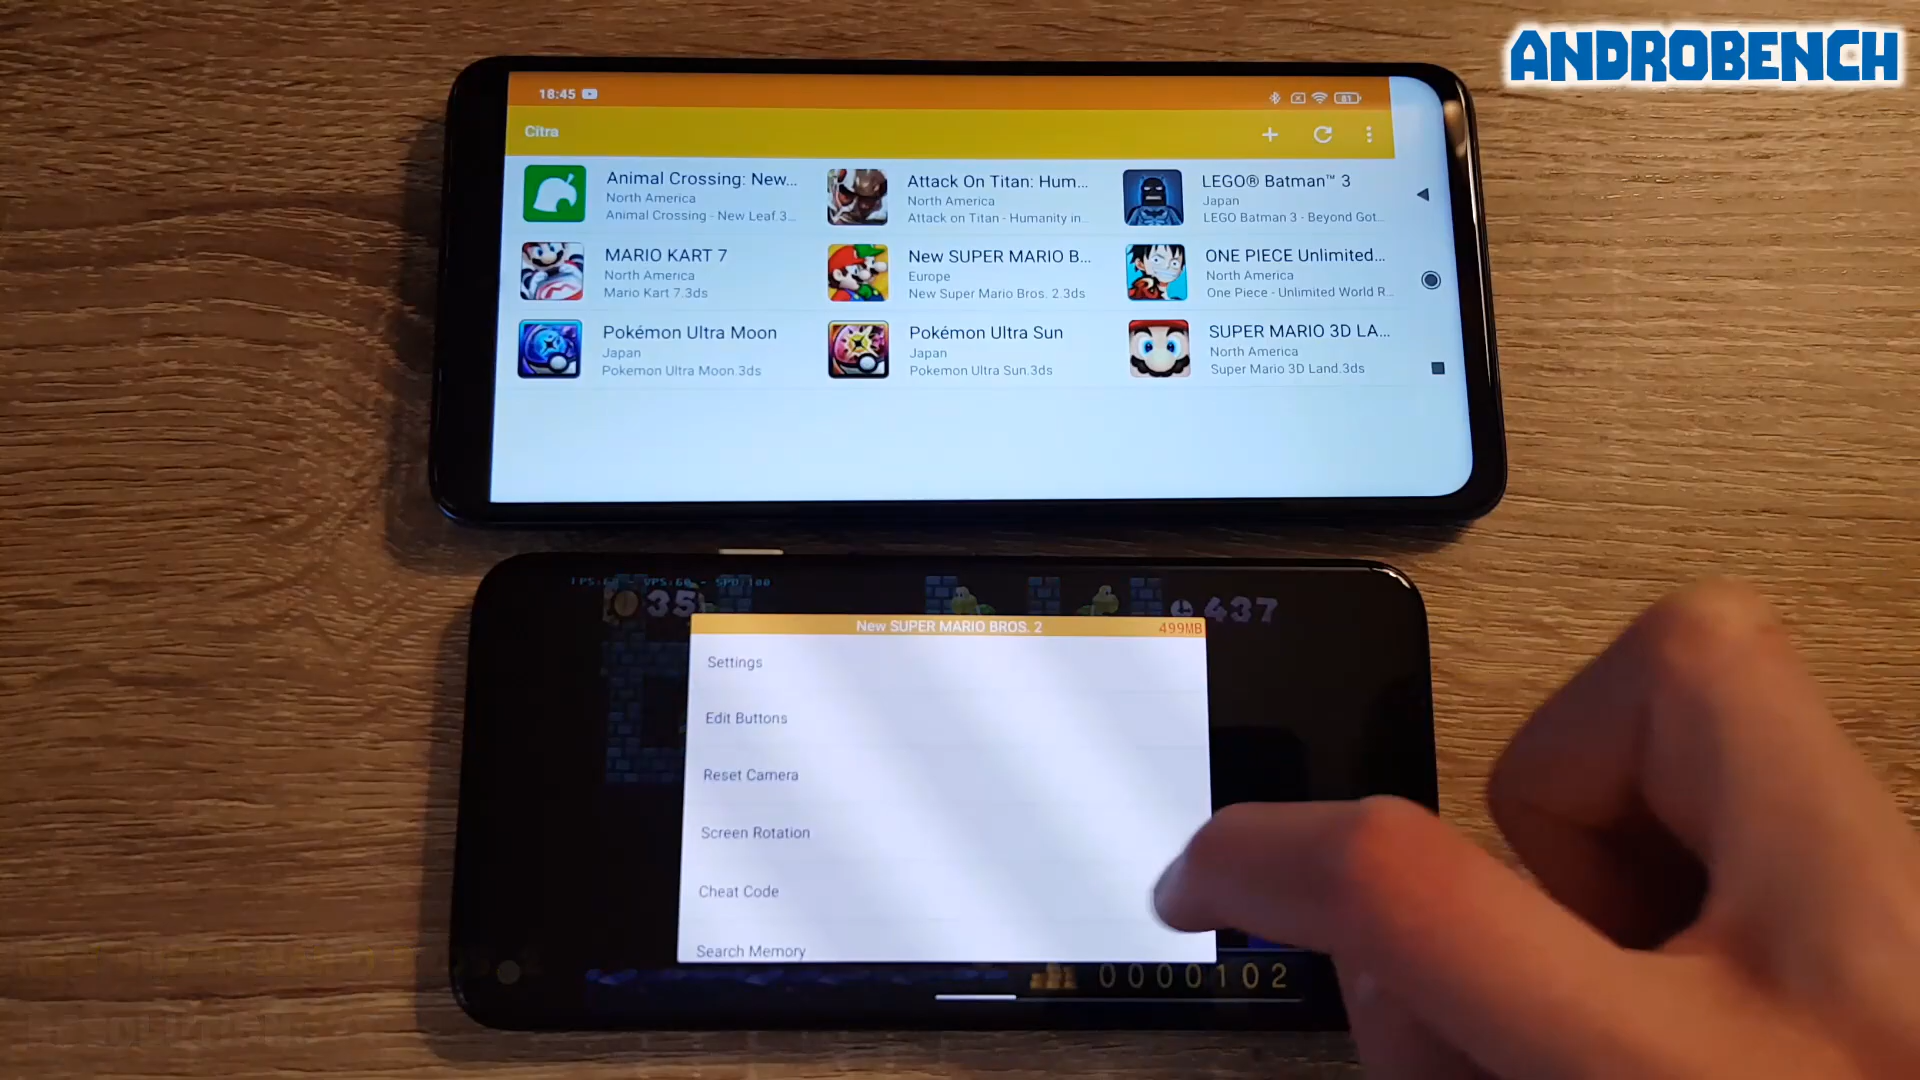 ANDROBENCH
18:45
81
Citra
Animal Crossing: New...
North America
Animal Crossing - New Leaf.3...
Attack On Titan: Hum...
North America
Attack on Titan - Humanity in...
LEGO® Batman™ 3
Japan
LEGO Batman 3 - Beyond Got...
MARIO KART 7
North America
Mario Kart 7.3ds
New SUPER MARIO B...
Europe
New Super Mario Bros. 2.3ds
ONE PIECE Unlimited...
North America
One Piece - Unlimited World R...
Pokémon Ultra Moon
Japan
Pokemon Ultra Moon.3ds
Pokémon Ultra Sun
Japan
Pokemon Ultra Sun.3ds
SUPER MARIO 3D LA...
North America
Super Mario 3D Land.3ds
VPS:60 - SPD:100
35
437
New SUPER MARIO BROS. 2
499MB
Settings
Edit Buttons
Reset Camera
Screen Rotation
Cheat Code
Search Memory
0000102